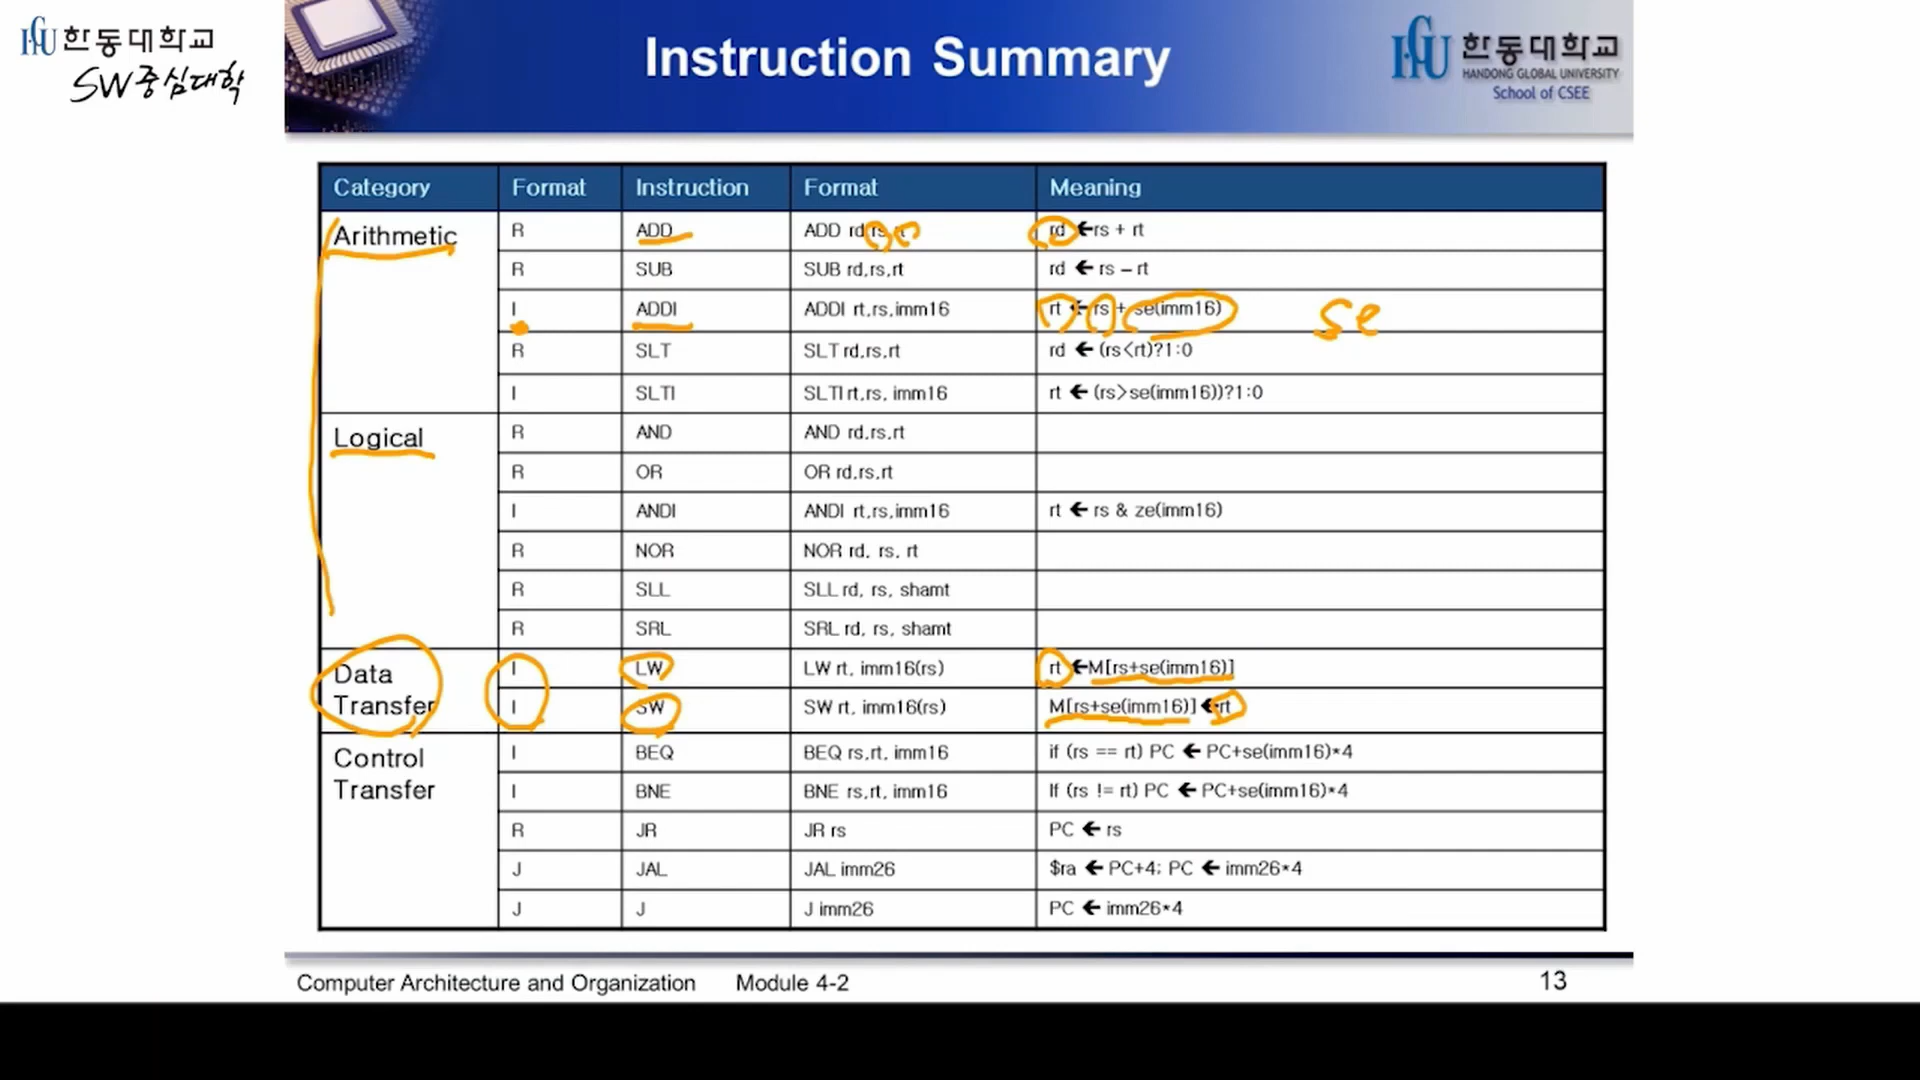 한동대학교
SW중심대학
Instruction Summary
한동대학교
HANDONG GLOBAL UNIVERSITY
School of CSEE
Category Format Instruction Format Meaning
Arithmetic R ADD ADD rd,rs,rt rd ←rs + rt
R SUB SUB rd,rs,rt rd ← rs – rt
I ADDI ADDI rt,rs,imm16 rt ← rs + se(imm16) se
R SLT SLT rd,rs,rt rd ← (rs<rt)?1:0
I SLTI SLTI rt,rs, imm16 rt ← (rs>se(imm16))?1:0
Logical R AND AND rd,rs,rt
R OR OR rd,rs,rt
I ANDI ANDI rt,rs,imm16 rt ← rs & ze(imm16)
R NOR NOR rd, rs, rt
R SLL SLL rd, rs, shamt
R SRL SRL rd, rs, shamt
Data Transfer I LW LW rt, imm16(rs) rt ←M[rs+se(imm16)]
I SW SW rt, imm16(rs) M[rs+se(imm16)] ←rt
Control Transfer I BEQ BEQ rs,rt, imm16 if (rs == rt) PC ← PC+se(imm16)*4
I BNE BNE rs,rt, imm16 If (rs != rt) PC ← PC+se(imm16)*4
R JR JR rs PC ← rs
J JAL JAL imm26 $ra ← PC+4; PC ← imm26*4
J J J imm26 PC ← imm26*4
Computer Architecture and Organization Module 4-2 13